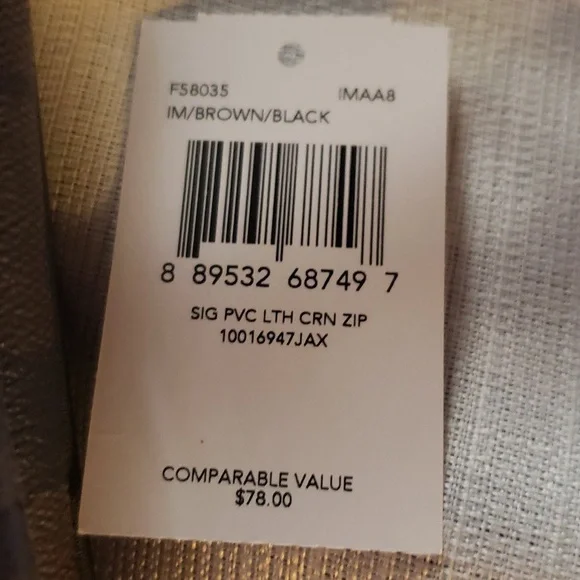 F58035 IMAA8
IM/BROWN/BLACK
8 89532 68749 7
SIG PVC LTH CRN ZIP
10016947JAX
COMPARABLE VALUE
$78.00